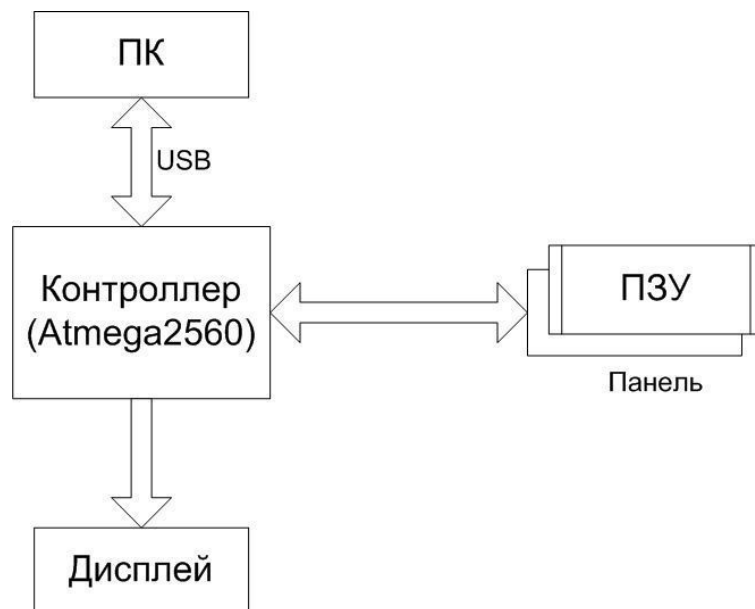 ПК
USB
Контроллер
(Atmega2560)
ПЗУ
Панель
Дисплей